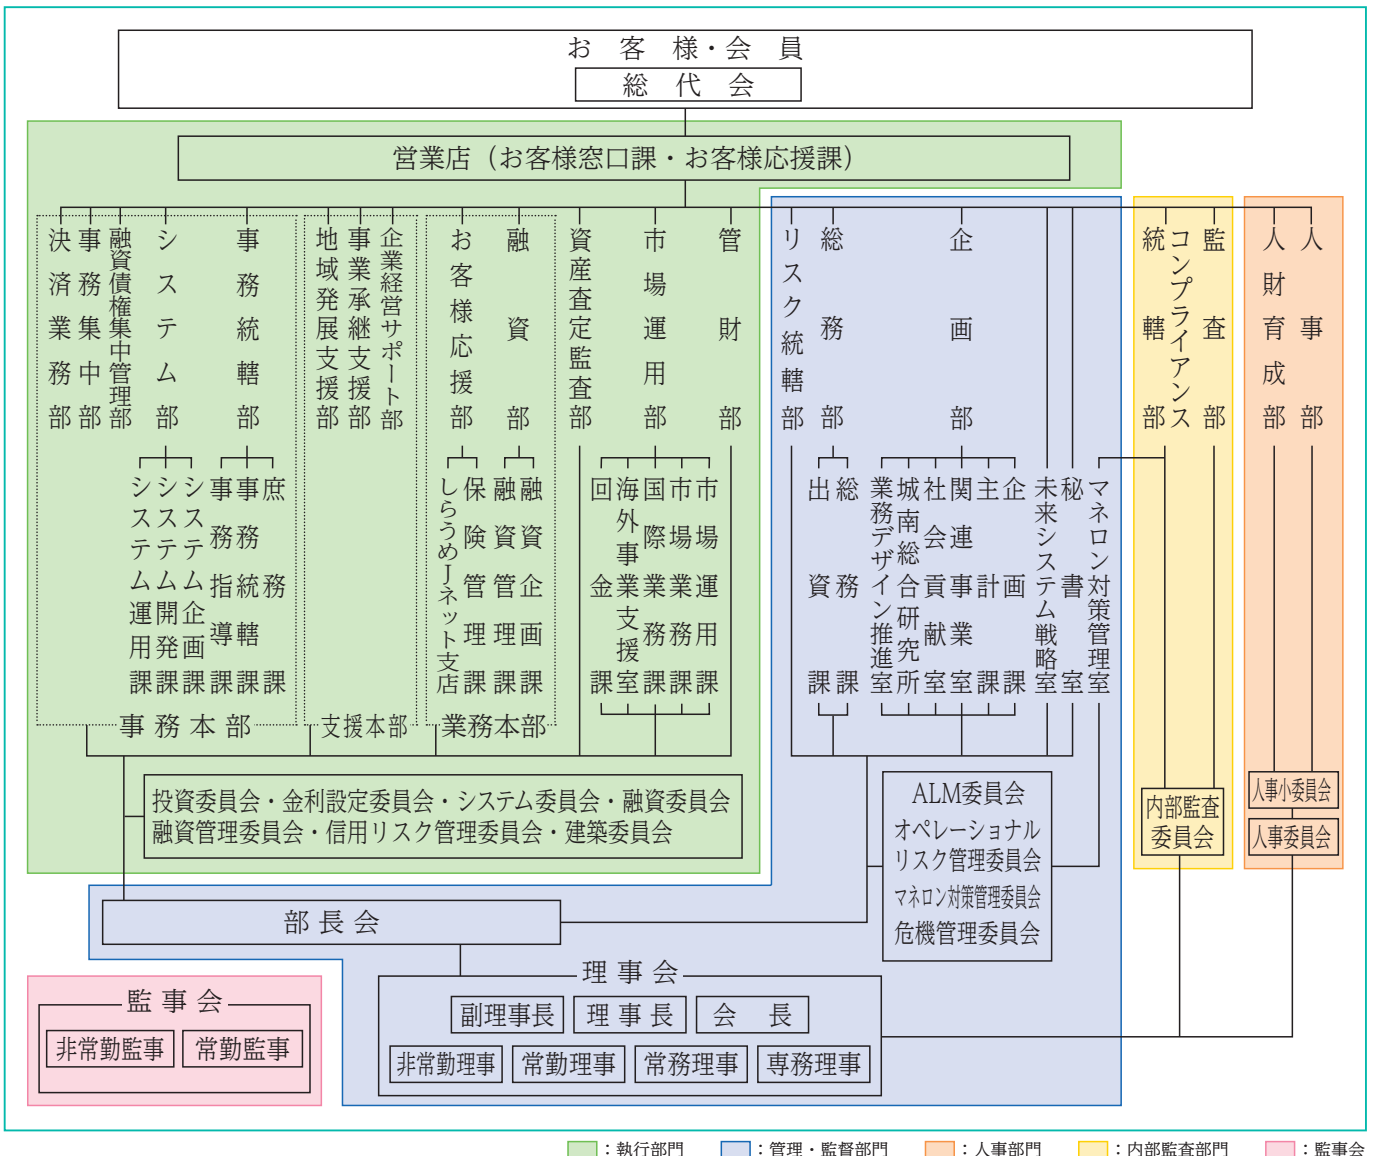 お客様・会員
総代会
営業店（お客様窓口課・お客様応援課）
決済業務部
事務集中部
融資債権集中管理部
システム部
事務統轄部
地域発展支援部
事業承継支援部
企業経営サポート部
お客様応援部
融資部
資産査定監査部
市場運用部
管財部
リスク統轄部
総務部
企画部
コンプライアンス
統轄部
監査部
人財育成部
人事部
システム運用課
システム開発課
システム企画課
事務指導課
事務統轄課
庶務課
しらうめJーネット支店
保険管理課
融資管理課
融資企画課
回金課
海外事業支援室
国際業務課
市場業務課
市場運用課
出資課
総務課
業務デザイン推進室
城南総合研究所
社会貢献室
関連事業室
主計課
企画課
未来システム戦略室
秘書室
マネロン対策管理室
事務本部
支援本部
業務本部
投資委員会・金利設定委員会・システム委員会・融資委員会
融資管理委員会・信用リスク管理委員会・建築委員会
ALM委員会
オペレーショナル
リスク管理委員会
マネロン対策管理委員会
危機管理委員会
内部監査
委員会
人事小委員会
人事委員会
部長会
理事会
副理事長
理事長
会長
非常勤理事
常勤理事
常務理事
専務理事
監事会
非常勤監事
常勤監事
：執行部門
：管理・監督部門
：人事部門
：内部監査部門
：監事会